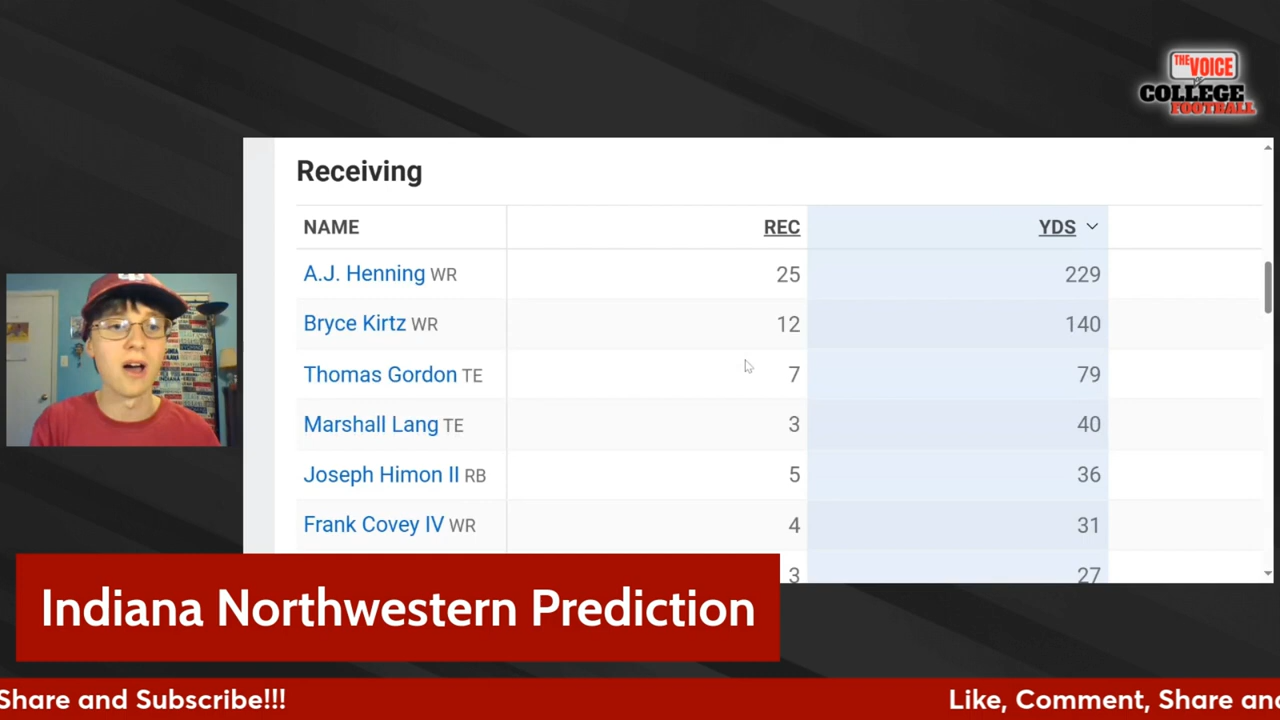 THE VOICE
OF
COLLEGE
FOOTBALL
Receiving
NAME REC YDS
A.J. Henning WR 25 229
Bryce Kirtz WR 12 140
Thomas Gordon TE 7 79
Marshall Lang TE 3 40
Joseph Himon II RB 5 36
Frank Covey IV WR 4 31
3 27
Indiana Northwestern Prediction
Share and Subscribe!!! Like, Comment, Share and